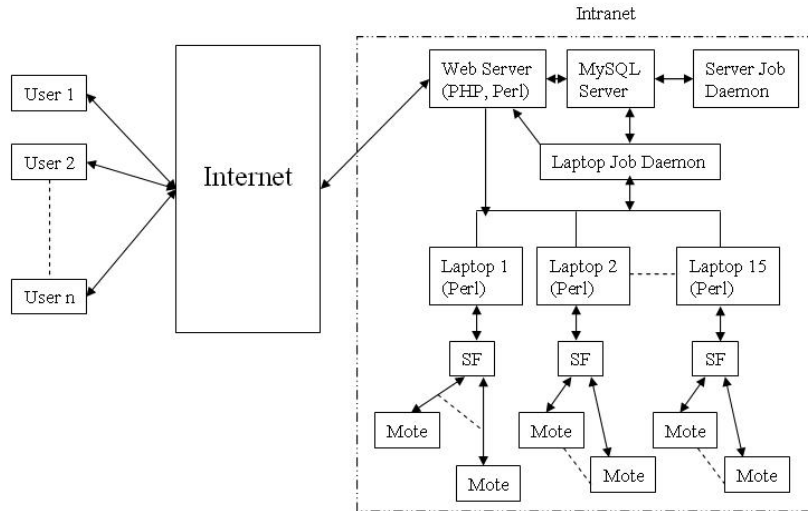 Intranet
User 1
User 2
User n
Internet
Web Server
(PHP, Perl)
MySQL
Server
Server Job
Daemon
Laptop Job Daemon
Laptop 1
(Perl)
Laptop 2
(Perl)
Laptop 15
(Perl)
SF
SF
SF
Mote
Mote
Mote
Mote
Mote
Mote